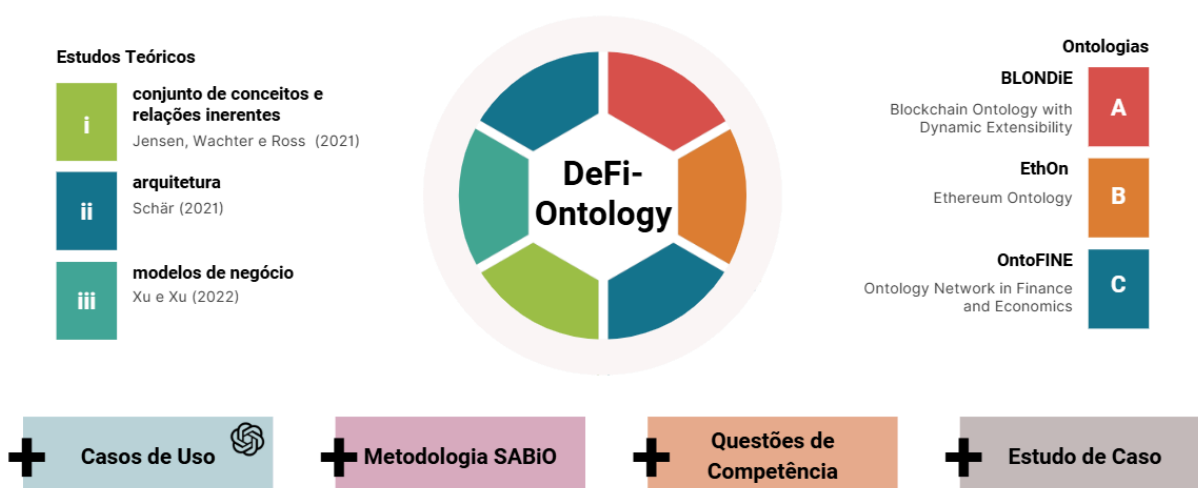 Estudos Teóricos
i
conjunto de conceitos e
relações inerentes
Jensen, Wachter e Ross (2021)
ii
arquitetura
Schär (2021)
iii
modelos de negócio
Xu e Xu (2022)
DeFi-
Ontology
Ontologias
BLONDiE
Blockchain Ontology with
Dynamic Extensibility
A
EthOn
Ethereum Ontology
B
OntoFINE
Ontology Network in Finance
and Economics
C
+ Casos de Uso
+ Metodologia SABiO
+ Questões de
Competência
+ Estudo de Caso